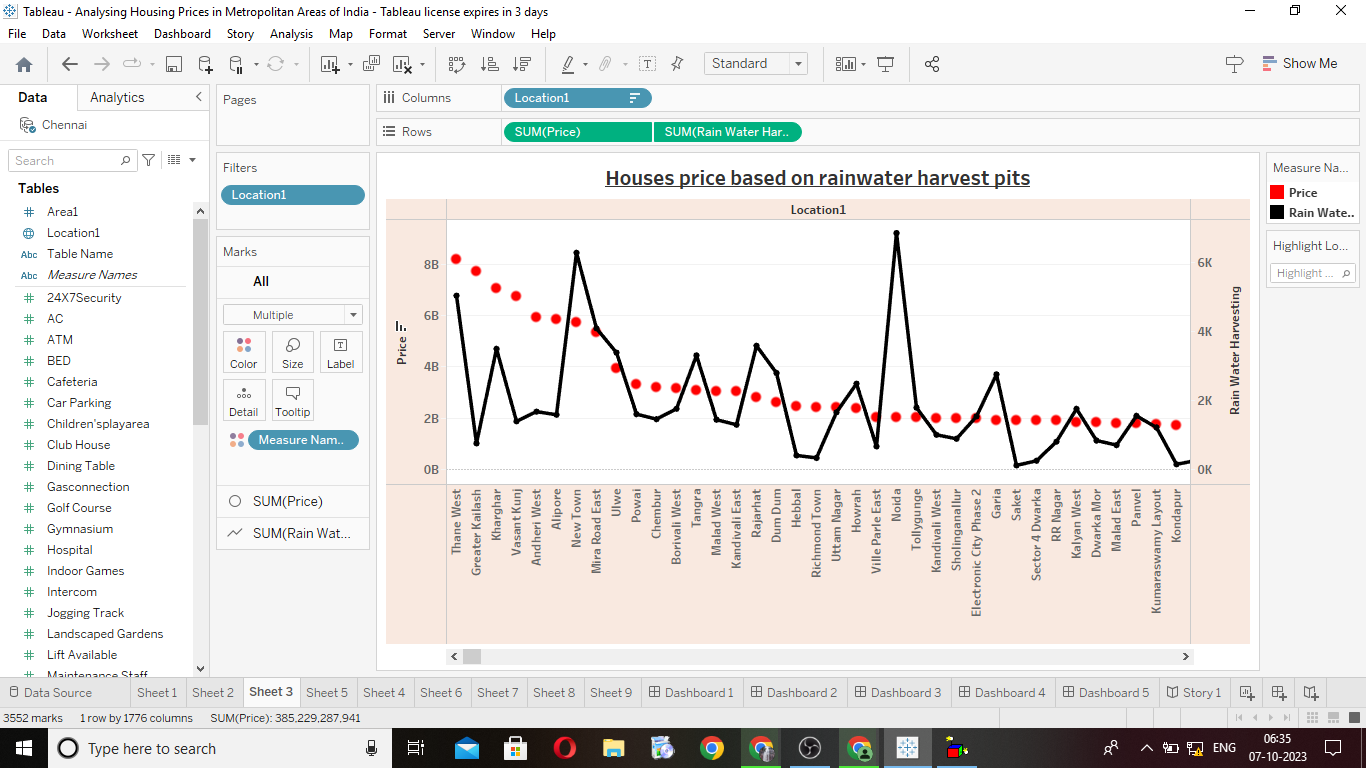 Tableau - Analysing Housing Prices in Metropolitan Areas of India - Tableau license expires in 3 days
File Data Worksheet Dashboard Story Analysis Map Format Server Window Help
Standard
Show Me
Data Analytics
Chennai
Search
Tables
Area1
Location1
Abc Table Name
Abc Measure Names
24X7Security
AC
ATM
BED
Cafeteria
Car Parking
Children'splayarea
Club House
Dining Table
Gasconnection
Golf Course
Gymnasium
Hospital
Indoor Games
Intercom
Jogging Track
Landscaped Gardens
Lift Available
Maintenance Staff
Pages
Filters
Location1
Marks
All
Multiple
Color Size Label
Detail Tooltip
Measure Nam..
SUM(Price)
SUM(Rain Wat...
Columns Location1
Rows SUM(Price) SUM(Rain Water Har..
Houses price based on rainwater harvest pits
Location1
Price
8B
6B
4B
2B
0B
6K
4K
2K
0K
Rain Water Harvesting
Thane West
Greater Kailash
Kharghar
Vasant Kunj
Andheri West
Alipore
New Town
Mira Road East
Ulwe
Powai
Chembur
Borivali West
Tangra
Malad West
Kandivali East
Rajarhat
Dum Dum
Hebbal
Richmond Town
Uttam Nagar
Howrah
Ville Parle East
Noida
Tollygunge
Kandivali West
Sholinganallur
Electronic City Phase 2
Garia
Saket
Sector 4 Dwarka
RR Nagar
Kalyan West
Dwarka Mor
Malad East
Panvel
Kumaraswamy Layout
Kondapur
Measure Na...
Price
Rain Wate..
Highlight Lo...
Highlight ...
Data Source Sheet 1 Sheet 2 Sheet 3 Sheet 5 Sheet 4 Sheet 6 Sheet 7 Sheet 8 Sheet 9 Dashboard 1 Dashboard 2 Dashboard 3 Dashboard 4 Dashboard 5 Story 1
3552 marks 1 row by 1776 columns SUM(Price): 385,229,287,941
Type here to search
ENG
06:35
07-10-2023